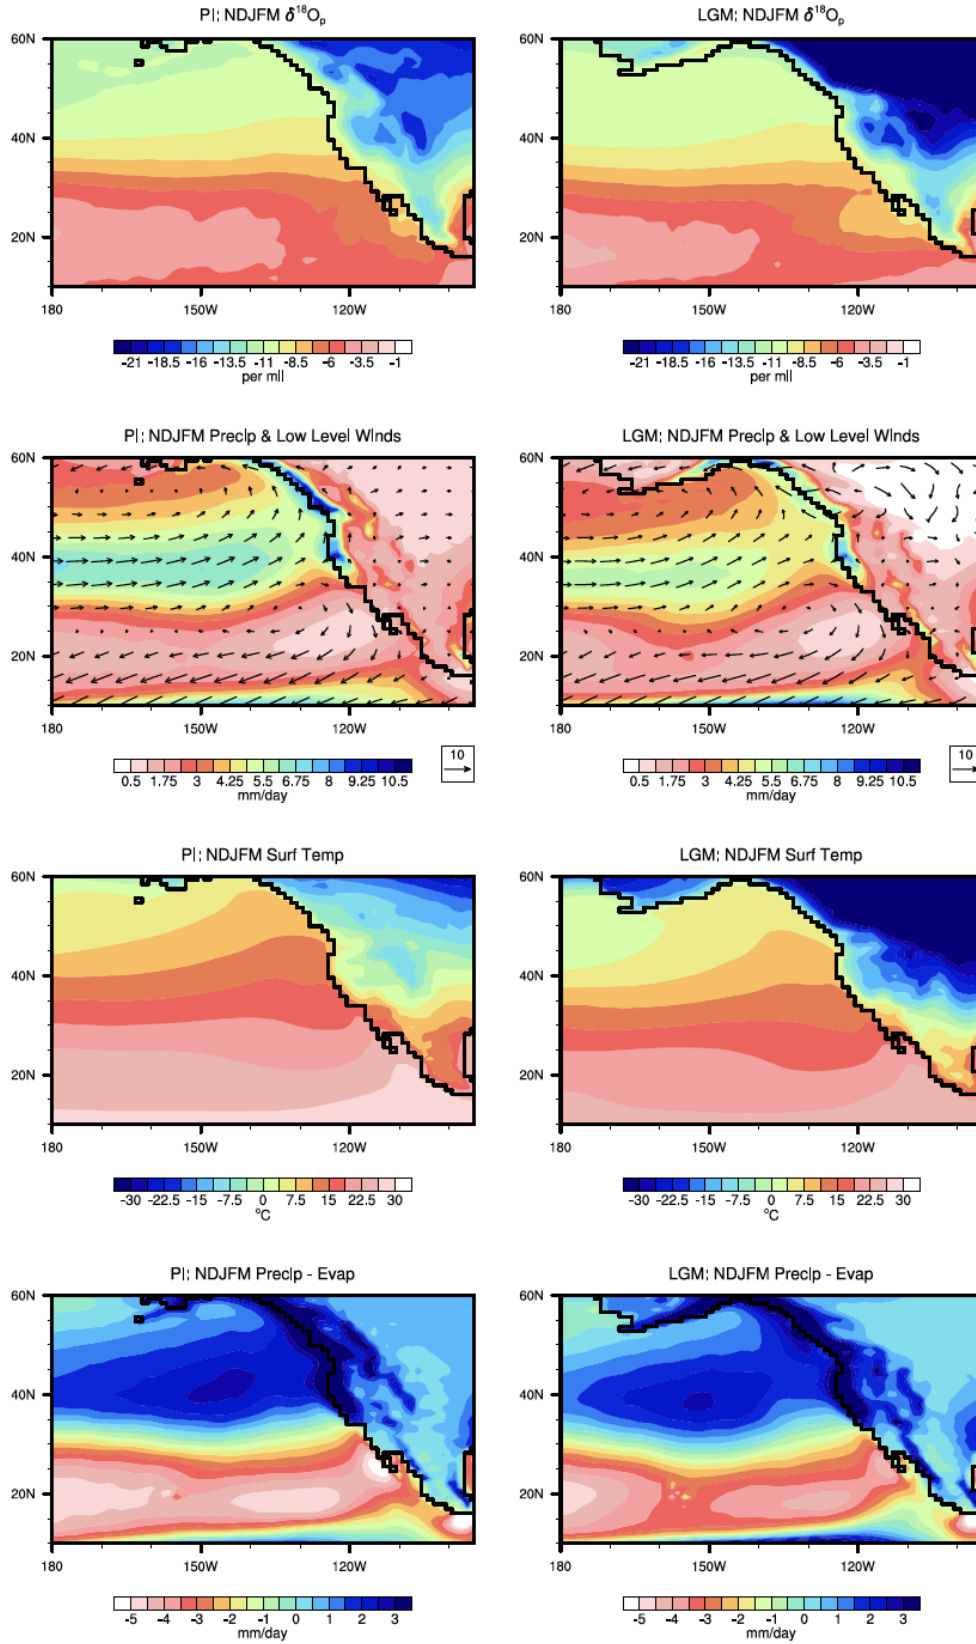 PI: NDJFM δ¹⁸Oₚ
LGM: NDJFM δ¹⁸Oₚ
60N
40N
20N
180 150W 120W
60N
40N
20N
180 150W 120W
-21 -18.5 -16 -13.5 -11 -8.5 -6 -3.5 -1
per mil
-21 -18.5 -16 -13.5 -11 -8.5 -6 -3.5 -1
per mil
PI: NDJFM Precip & Low Level Winds
LGM: NDJFM Precip & Low Level Winds
60N
40N
20N
180 150W 120W
60N
40N
20N
180 150W 120W
0.5 1.75 3 4.25 5.5 6.75 8 9.25 10.5
mm/day
10
0.5 1.75 3 4.25 5.5 6.75 8 9.25 10.5
mm/day
10
PI: NDJFM Surf Temp
LGM: NDJFM Surf Temp
60N
40N
20N
180 150W 120W
60N
40N
20N
180 150W 120W
-30 -22.5 -15 -7.5 0 7.5 15 22.5 30
°C
-30 -22.5 -15 -7.5 0 7.5 15 22.5 30
°C
PI: NDJFM Precip - Evap
LGM: NDJFM Precip - Evap
60N
40N
20N
180 150W 120W
60N
40N
20N
180 150W 120W
-5 -4 -3 -2 -1 0 1 2 3
mm/day
-5 -4 -3 -2 -1 0 1 2 3
mm/day